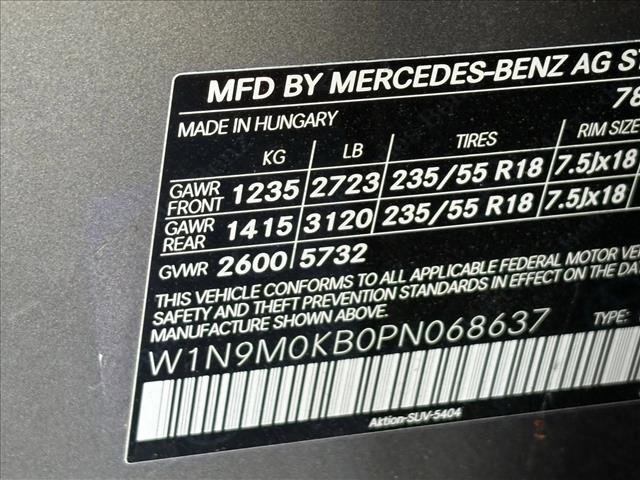 MFD BY MERCEDES-BENZ AG ST
78
MADE IN HUNGARY
KG LB TIRES RIM SIZE
GAWR FRONT 1235 2723 235/55 R18 7.5Jx18
GAWR REAR 1415 3120 235/55 R18 7.5Jx18
GVWR 2600 5732
THIS VEHICLE CONFORMS TO ALL APPLICABLE FEDERAL MOTOR VEH
SAFETY AND THEFT PREVENTION STANDARDS IN EFFECT ON THE DA
MANUFACTURE SHOWN ABOVE.
W1N9M0KB0PN068637 TYPE:
Aktion-SUV-5404